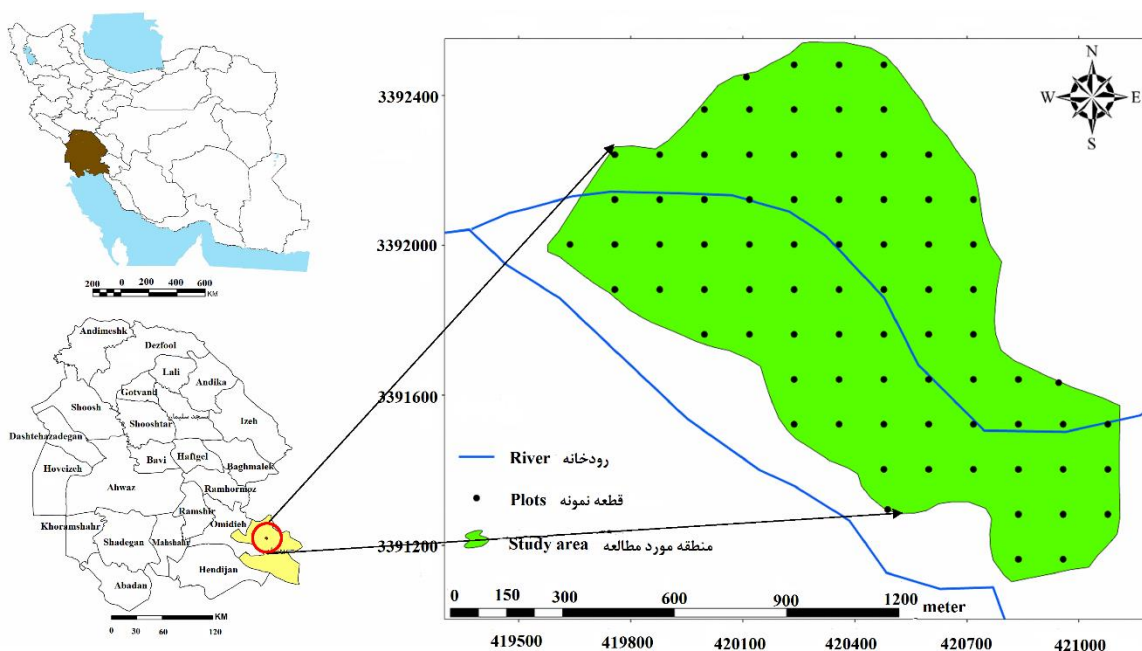 200 0 200 400 600
KM
Andimeshk
Dezfool
Lali
Andika
Gotvand
Shoosh
Shooshtar
مسجد سلیمان
Izeh
Dashtehazadegan
Bavi
Haftgel
Hoveizeh
Baghmalek
Ahwaz
Ramhormoz
Ramshir
Omidieh
Khoramshahr
Shadegan
Mahshahr
Hendijan
Abadan
0 30 60 120
KM
N
W E
S
3392400
3392000
3391600
3391200
River رودخانه
Plots قطعه نمونه
Study area منطقه مورد مطالعه
0 150 300 600 900 1200 meter
419500 419800 420100 420400 420700 421000